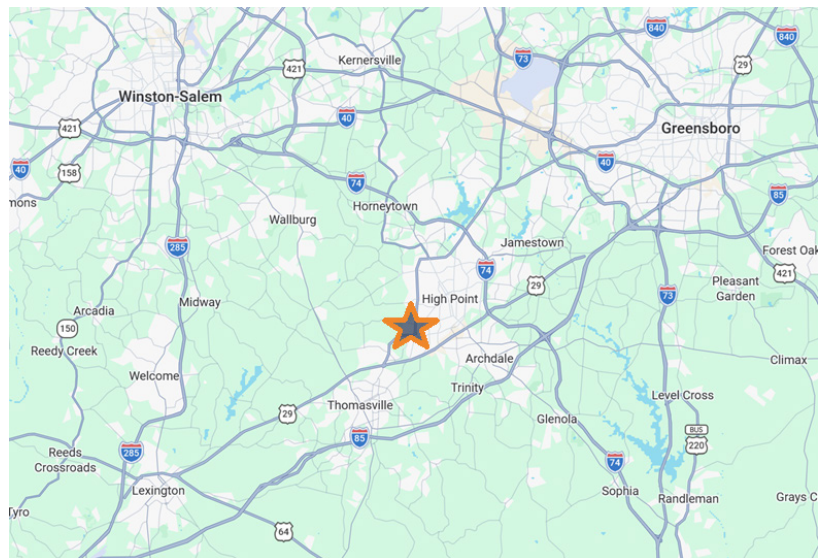 840
840
73
29
Kernersville
421
Winston-Salem
40
Greensboro
421
40
158
40
74
85
mons
Horneytown
Wallburg
Jamestown
285
Forest Oak
74
421
29
Pleasant
Garden
73
Midway
High Point
Arcadia
150
Reedy Creek
Archdale
Climax
Welcome
Trinity
Level Cross
Thomasville
29
Glenola
BUS
220
85
285
Reeds
Crossroads
74
Lexington
Sophia
Randleman
Grays C
Tyro
64